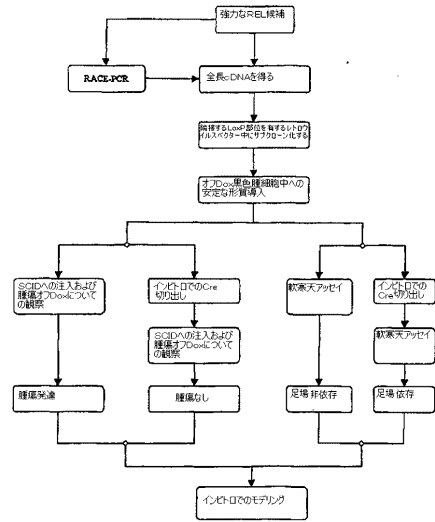 強力なREL候補
RACE-PCR
全長cDNAを得る
隣接するLoxP部位を有するレトロウ
イルスベクター中にサブクローン化する
オフDox黒色腫細胞中への
安定な形質導入
SCIDへの注入および
腫瘍オフDoxについて
の観察
インビトロでのCre
切り出し
軟寒天アッセイ
インビトロでの
Cre切り出し
SCIDへの注入および
腫瘍オフDoxについて
の観察
軟寒天アッセイ
腫瘍発達
腫瘍なし
足場非依存
足場依存
インビトロでのモデリング